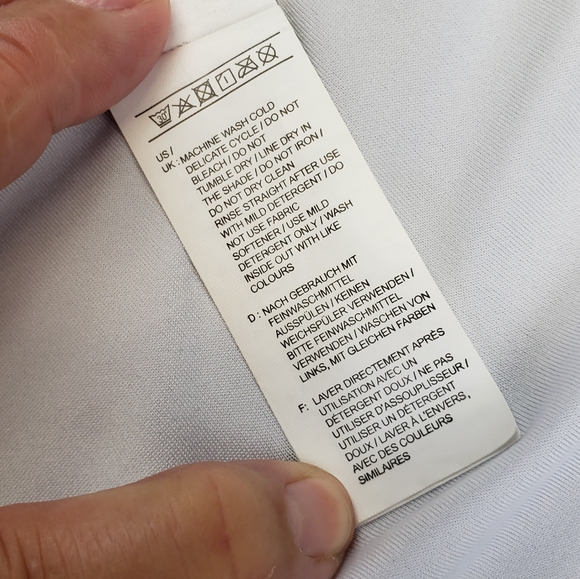 30°
US /
UK : MACHINE WASH COLD
DELICATE CYCLE / DO NOT
BLEACH / DO NOT
TUMBLE DRY / LINE DRY IN
THE SHADE / DO NOT IRON /
DO NOT DRY CLEAN
RINSE STRAIGHT AFTER USE
WITH MILD DETERGENT / DO
NOT USE FABRIC
SOFTENER / USE MILD
DETERGENT ONLY / WASH
INSIDE OUT WITH LIKE
COLOURS
D : NACH GEBRAUCH MIT
FEINWASCHMITTEL
AUSSPÜLEN / KEINEN
WEICHSPÜLER VERWENDEN /
BITTE FEINWASCHMITTEL
VERWENDEN / WASCHEN VON
LINKS, MIT GLEICHEN FARBEN
F : LAVER DIRECTEMENT APRÈS
UTILISATION AVEC UN
DÉTERGENT DOUX / NE PAS
UTILISER D'ASSOUPLISSEUR /
UTILISER UN DÉTERGENT
DOUX / LAVER À L'ENVERS,
AVEC DES COULEURS
SIMILAIRES